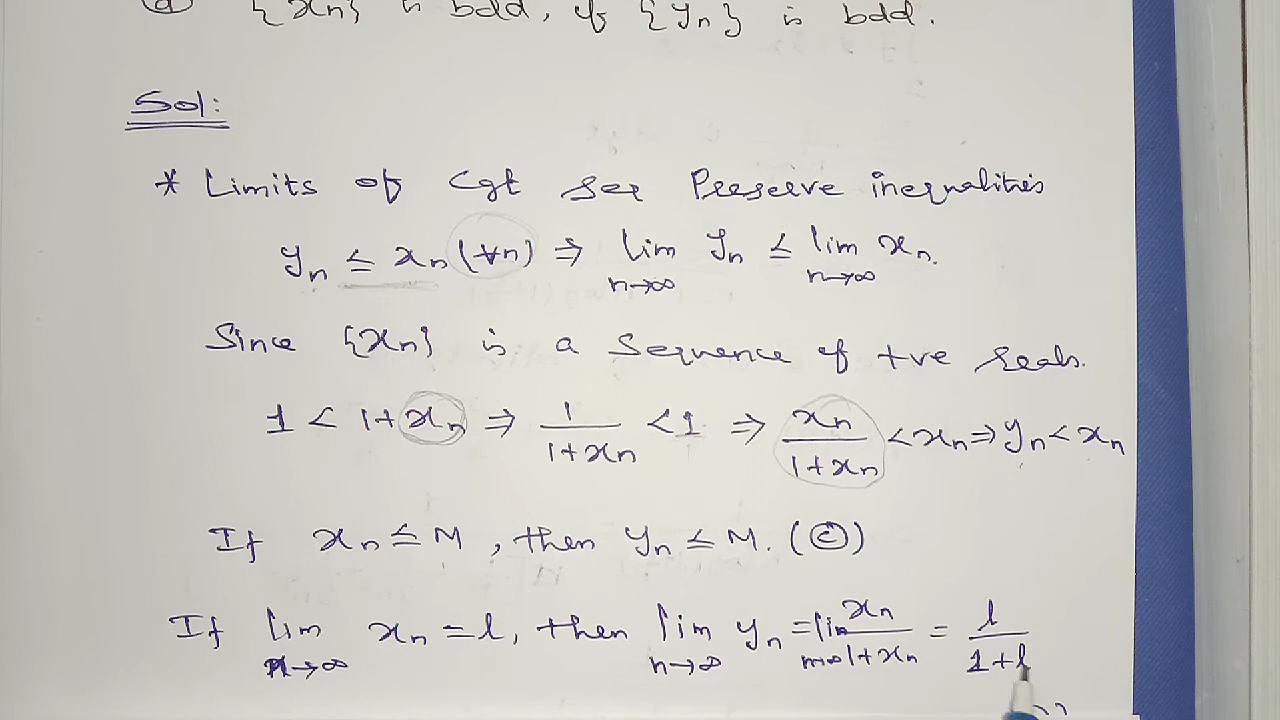 (d) {xn} is bdd, if {yn} is bdd.
Sol:
* Limits of cgt seq Preserve inequalities
yn ≤ xn (∀n) ⇒ lim n→∞ yn ≤ lim n→∞ xn.
Since {xn} is a sequence of +ve reals.
1 < 1+xn ⇒ 1/(1+xn) < 1 ⇒ xn/(1+xn) < xn ⇒ yn < xn
If xn ≤ M, then yn ≤ M. (c)
If lim n→∞ xn = l, then lim n→∞ yn = lim n→∞ xn/(1+xn) = l/(1+l)